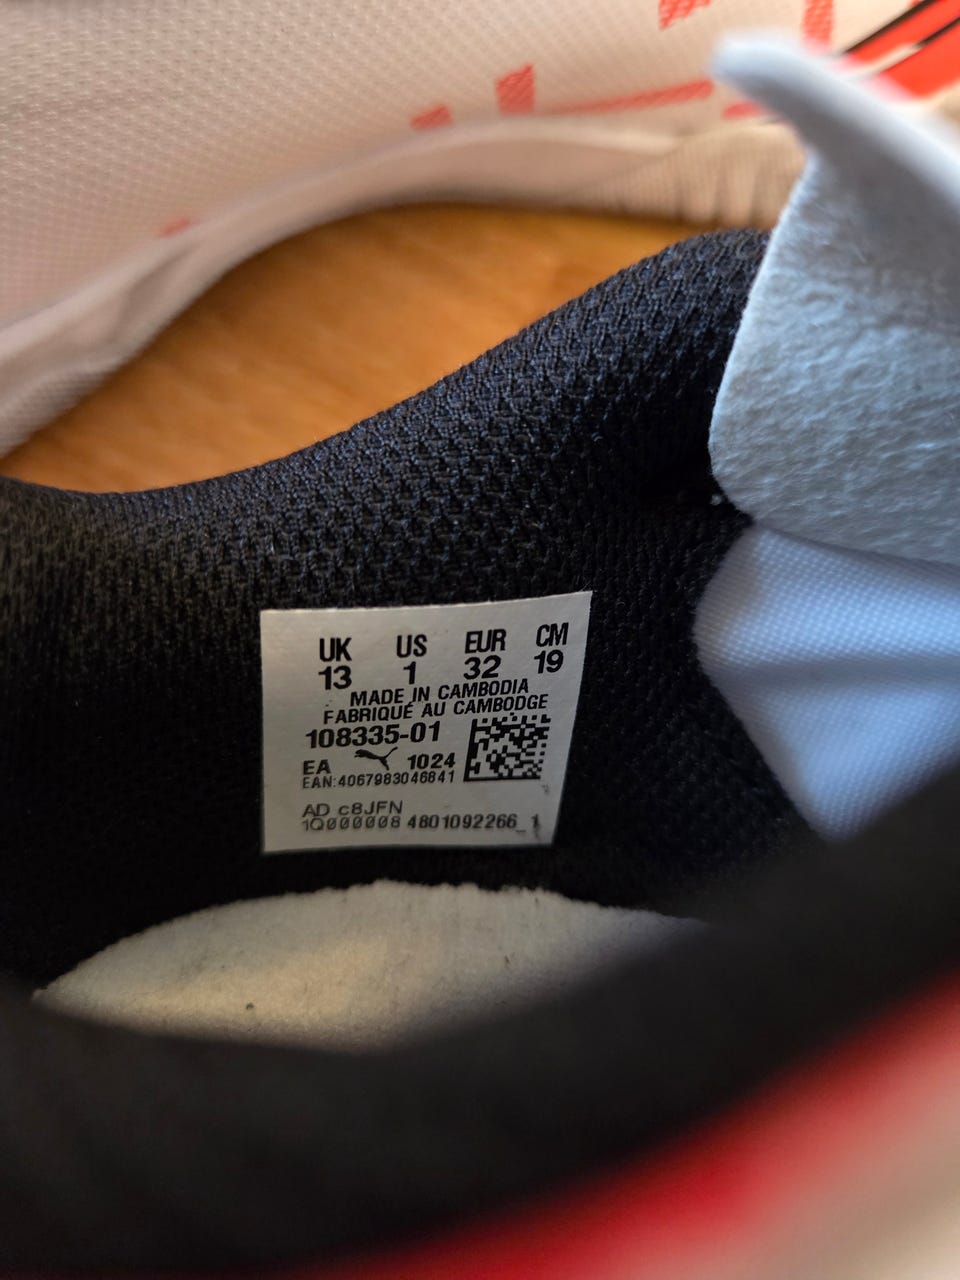 UK US EUR CM
13 1 32 19
MADE IN CAMBODIA
FABRIQUÉ AU CAMBODGE
108335-01
EA 1024
EAN:4067983046841
AD c8JFN
1Q000008 4801092266_1